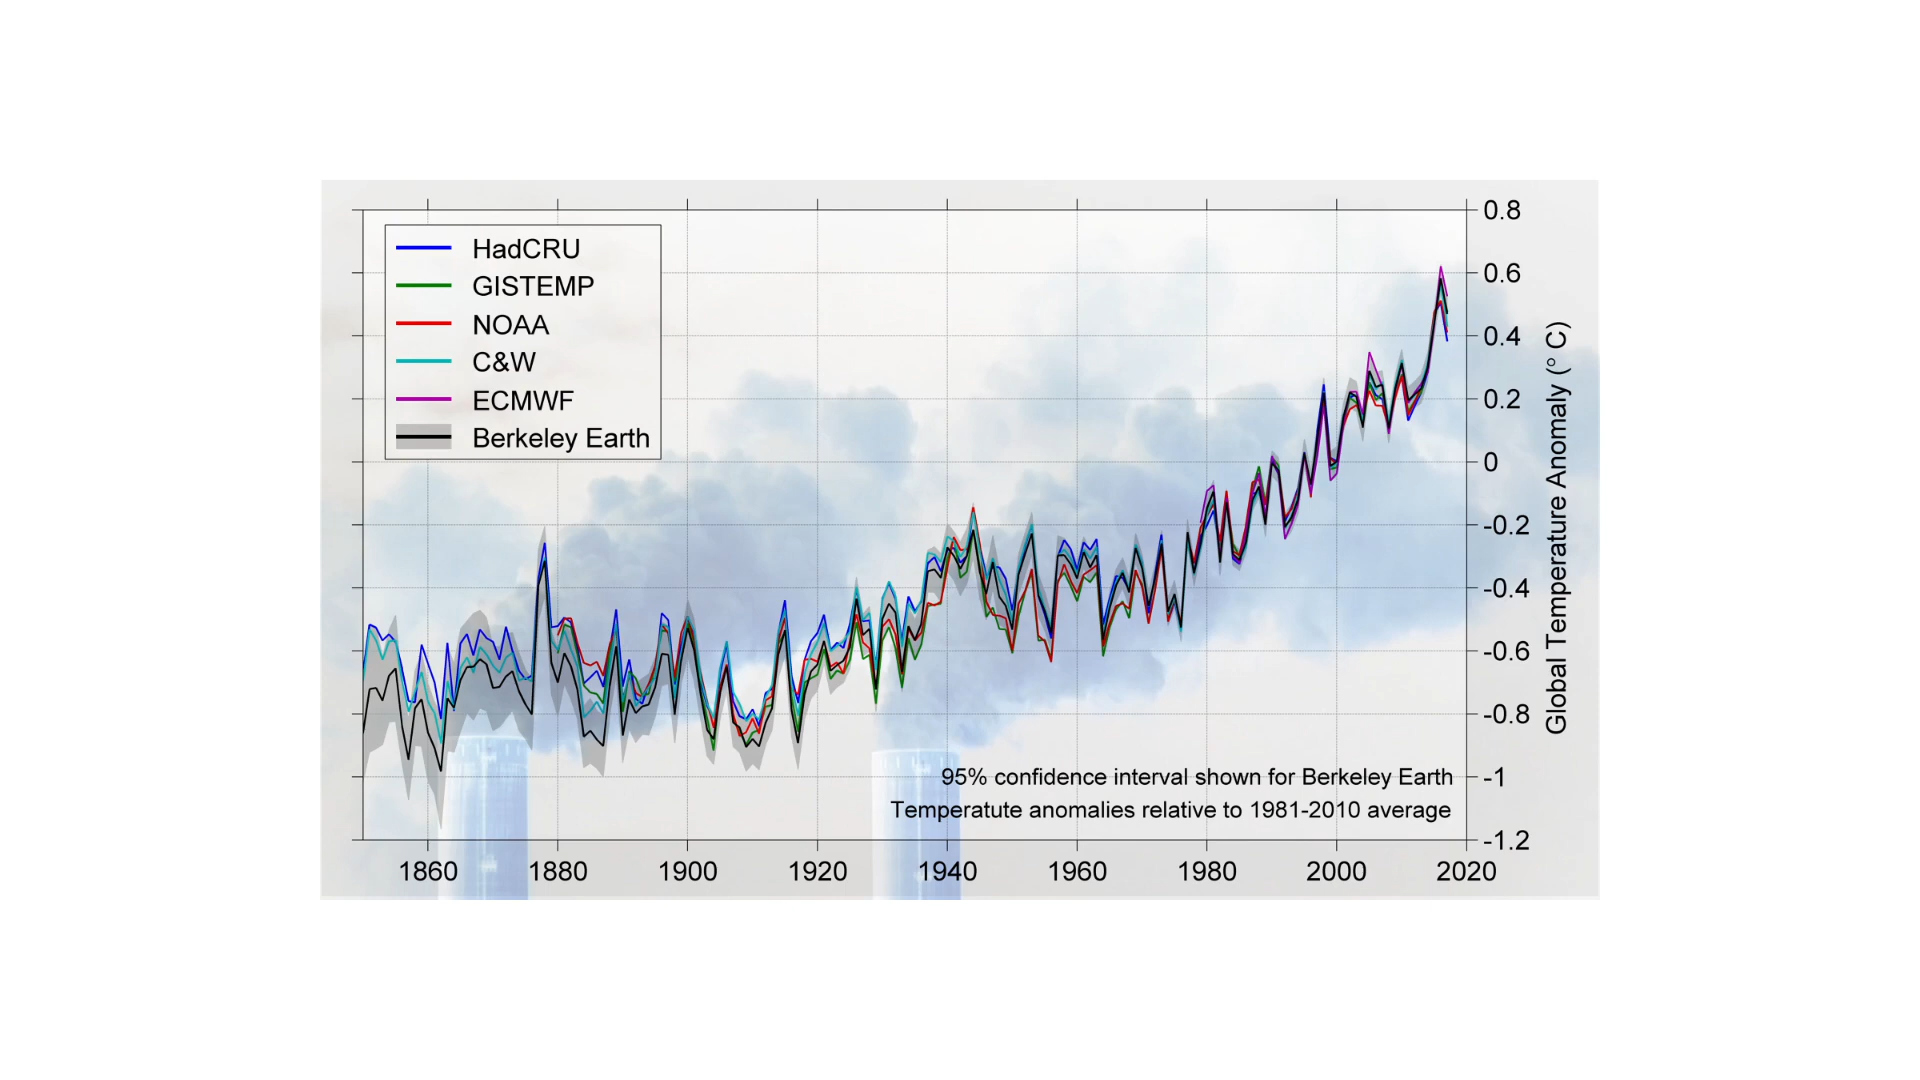 HadCRU
GISTEMP
NOAA
C&W
ECMWF
Berkeley Earth
0.8
0.6
0.4
0.2
0
-0.2
-0.4
-0.6
-0.8
-1
-1.2
Global Temperature Anomaly (° C)
95% confidence interval shown for Berkeley Earth
Temperatute anomalies relative to 1981-2010 average
1860
1880
1900
1920
1940
1960
1980
2000
2020